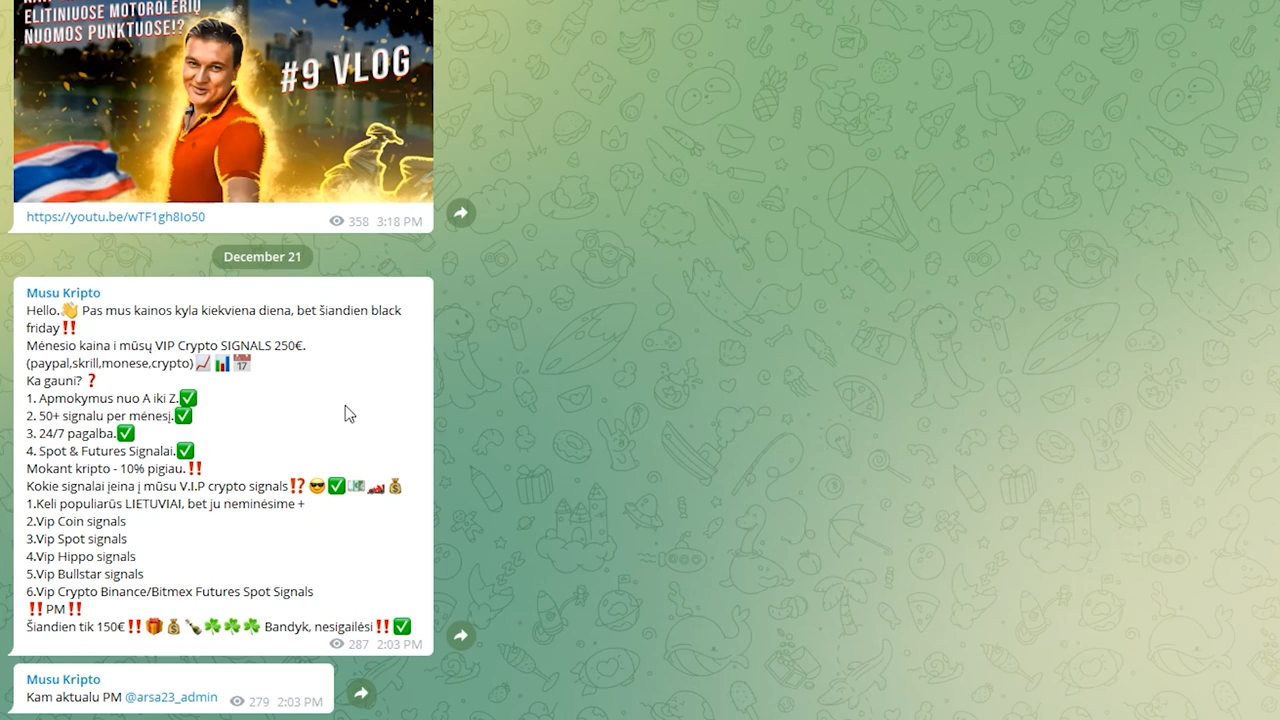 ELITINIUOSE MOTOROLERIŲ
NUOMOS PUNKTUOSE!?
#9 VLOG
https://youtu.be/wTF1gh8Io50
358 3:18 PM
December 21
Musu Kripto
Hello.👋 Pas mus kainos kyla kiekviena diena, bet šiandien black
friday‼️
Mėnesio kaina i mūsų VIP Crypto SIGNALS 250€.
(paypal,skrill,monese,crypto)📈📊📅
Ka gauni? ❓
1. Apmokymus nuo A iki Z.✅
2. 50+ signalu per mėnesį.✅
3. 24/7 pagalba.✅
4. Spot & Futures Signalai.✅
Mokant kripto - 10% pigiau.‼️
Kokie signalai įeina į mūsu V.I.P crypto signals⁉️😎✅💵🏎️💰
1.Keli populiarūs LIETUVIAI, bet ju neminėsime +
2.Vip Coin signals
3.Vip Spot signals
4.Vip Hippo signals
5.Vip Bullstar signals
6.Vip Crypto Binance/Bitmex Futures Spot Signals
‼️PM‼️
Šiandien tik 150€‼️🎁💰🍾☘️☘️☘️ Bandyk, nesigailėsi‼️✅
287 2:03 PM
Musu Kripto
Kam aktualu PM @arsa23_admin
279 2:03 PM